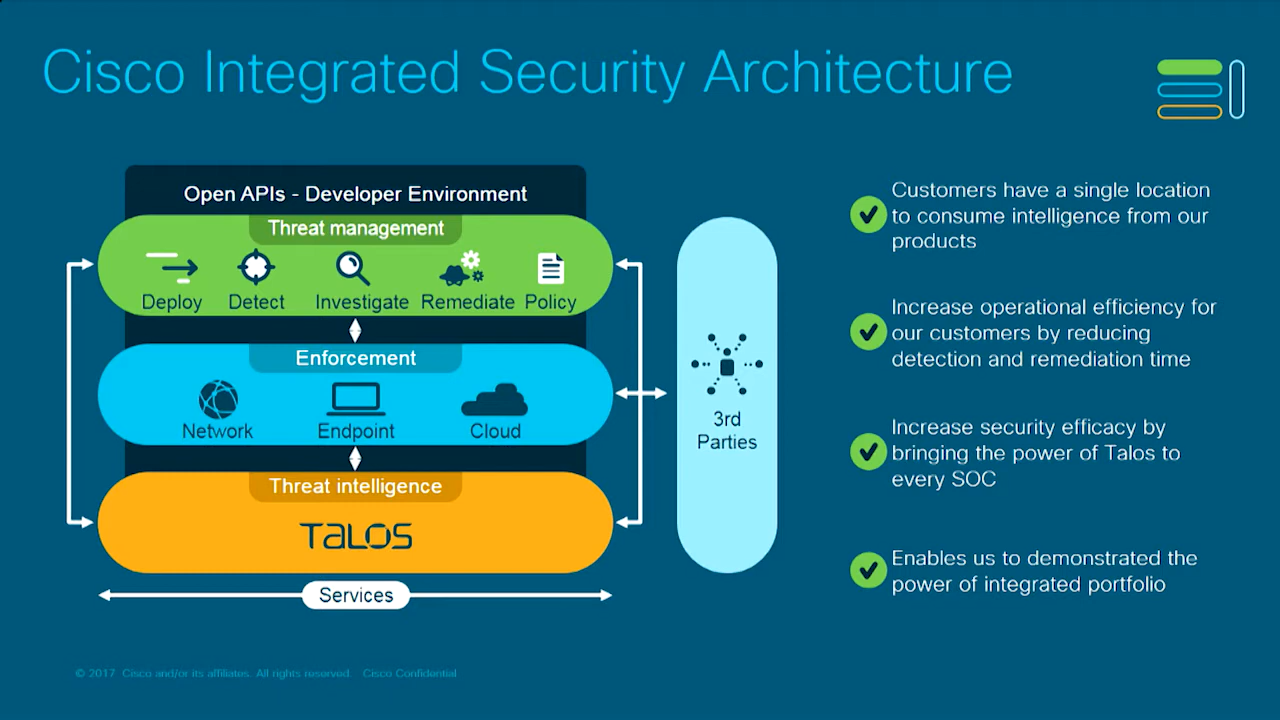 Cisco Integrated Security Architecture
Open APIs - Developer Environment
Threat management
Deploy
Detect
Investigate
Remediate
Policy
Enforcement
Network
Endpoint
Cloud
Threat intelligence
TALOS
Services
3rd
Parties
Customers have a single location
to consume intelligence from our
products
Increase operational efficiency for
our customers by reducing
detection and remediation time
Increase security efficacy by
bringing the power of Talos to
every SOC
Enables us to demonstrated the
power of integrated portfolio
© 2017 Cisco and/or its affiliates. All rights reserved. Cisco Confidential